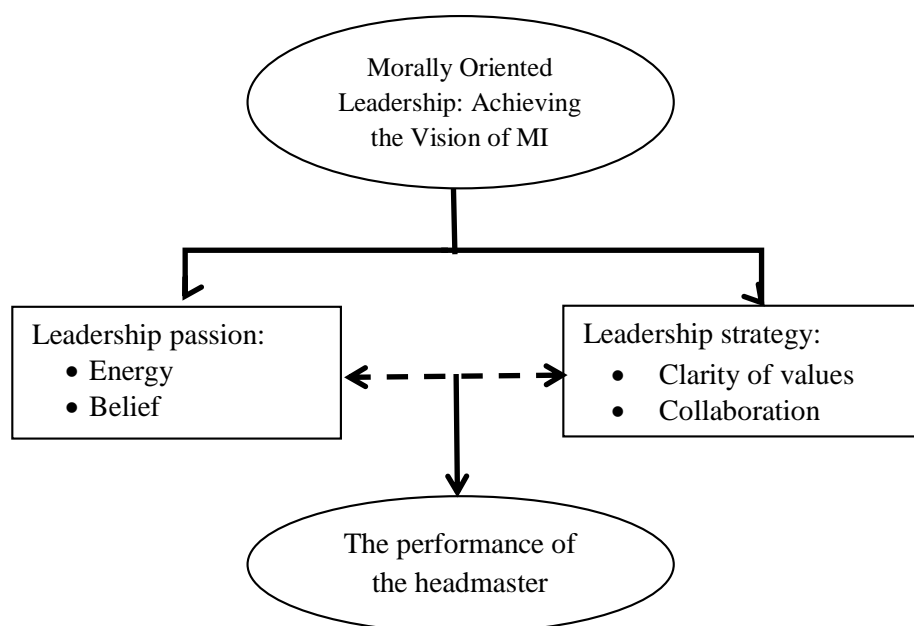 Morally Oriented
Leadership: Achieving
the Vision of MI
Leadership passion:
• Energy
• Belief
Leadership strategy:
• Clarity of values
• Collaboration
The performance of
the headmaster